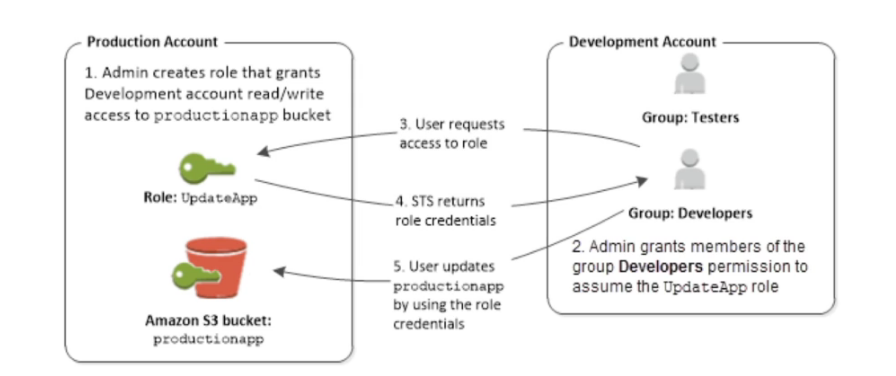 Production Account
1. Admin creates role that grants
Development account read/write
access to productionapp bucket
Role: UpdateApp
Amazon S3 bucket:
productionapp
3. User requests
access to role
4. STS returns
role credentials
5. User updates
productionapp
by using the role
credentials
Development Account
Group: Testers
Group: Developers
2. Admin grants members of the
group Developers permission to
assume the UpdateApp role